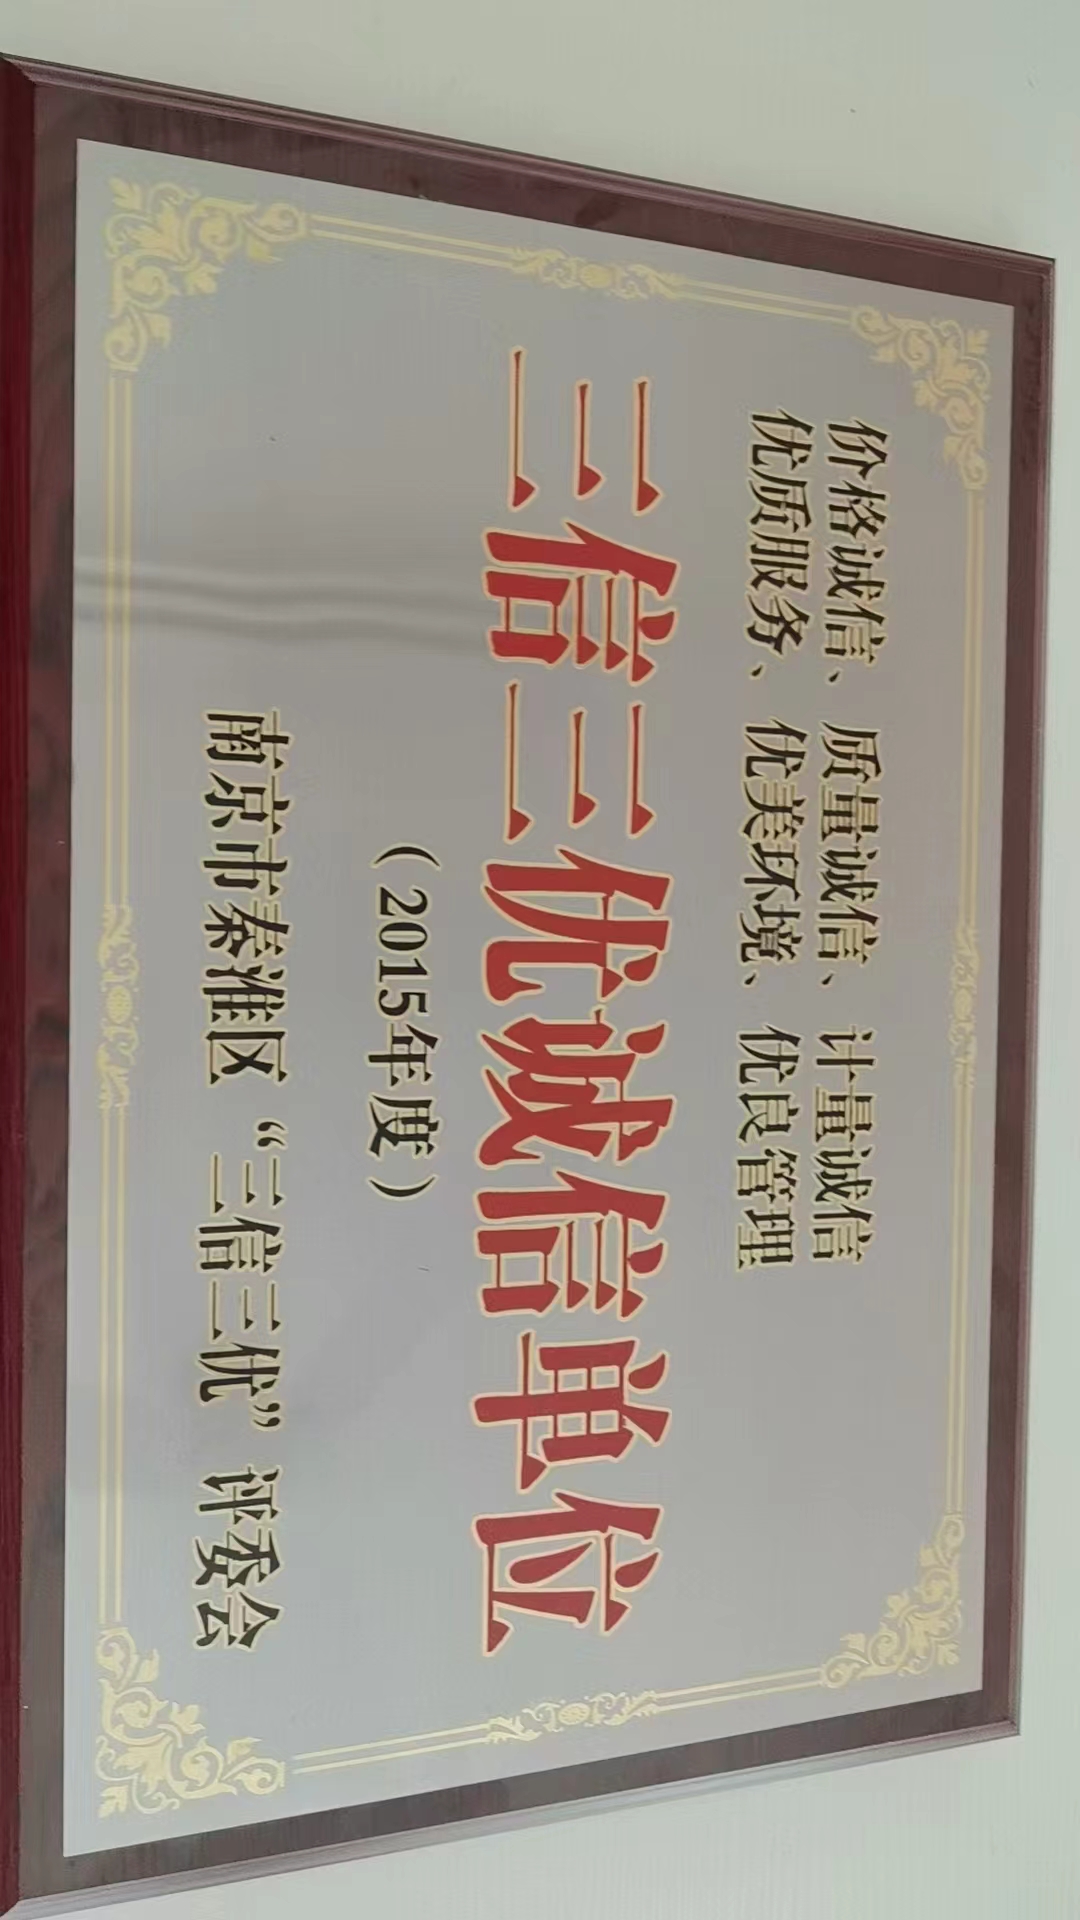 价格诚信、质量诚信、计量诚信
优质服务、优美环境、优良管理
三信三优诚信单位
（2015年度）
南京市秦淮区“三信三优”评委会